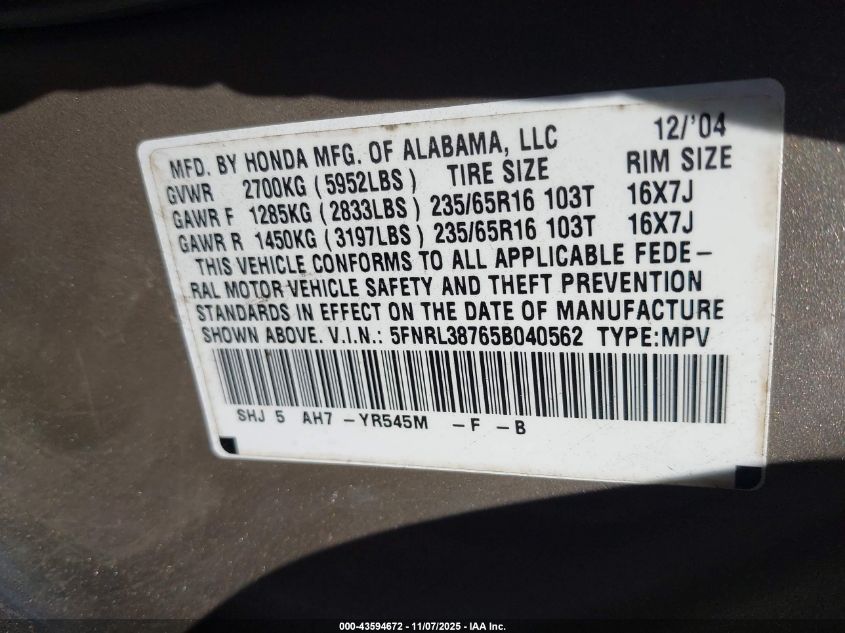 MFD. BY HONDA MFG. OF ALABAMA, LLC 12/'04
GVWR 2700KG (5952LBS) TIRE SIZE RIM SIZE
GAWR F 1285KG (2833LBS) 235/65R16 103T 16X7J
GAWR R 1450KG (3197LBS) 235/65R16 103T 16X7J
THIS VEHICLE CONFORMS TO ALL APPLICABLE FEDE-
RAL MOTOR VEHICLE SAFETY AND THEFT PREVENTION
STANDARDS IN EFFECT ON THE DATE OF MANUFACTURE
SHOWN ABOVE. V.I.N.: 5FNRL38765B040562 TYPE:MPV
SHJ 5 AH7 -YR545M -F -B
000-43594672 - 11/07/2025 - IAA Inc.